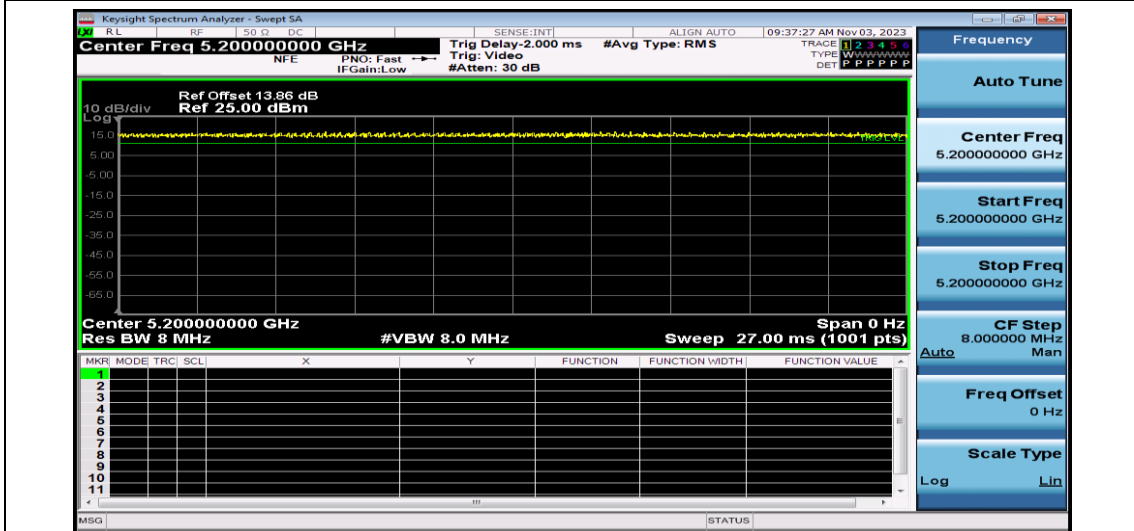 Keysight Spectrum Analyzer - Swept SA
RL RF 50 Ω DC SENSE:INT ALIGN AUTO 09:37:27 AM Nov 03, 2023
Center Freq 5.200000000 GHz
NFE PNO: Fast IFGain:Low
Trig Delay-2.000 ms #Avg Type: RMS
Trig: Video
#Atten: 30 dB
TRACE 1 2 3 4 5 6
TYPE WWWWWW
DET P P P P P P
Ref Offset 13.86 dB
10 dB/div Ref 25.00 dBm
Log
15.0
5.00
-5.00
-15.0
-25.0
-35.0
-45.0
-55.0
-65.0
Center 5.200000000 GHz Span 0 Hz
Res BW 8 MHz #VBW 8.0 MHz Sweep 27.00 ms (1001 pts)
MKR MODE TRC SCL X Y FUNCTION FUNCTION WIDTH FUNCTION VALUE
1
2
3
4
5
6
7
8
9
10
11
MSG STATUS
Frequency
Auto Tune
Center Freq
5.200000000 GHz
Start Freq
5.200000000 GHz
Stop Freq
5.200000000 GHz
CF Step
8.000000 MHz
Auto Man
Freq Offset
0 Hz
Scale Type
Log Lin